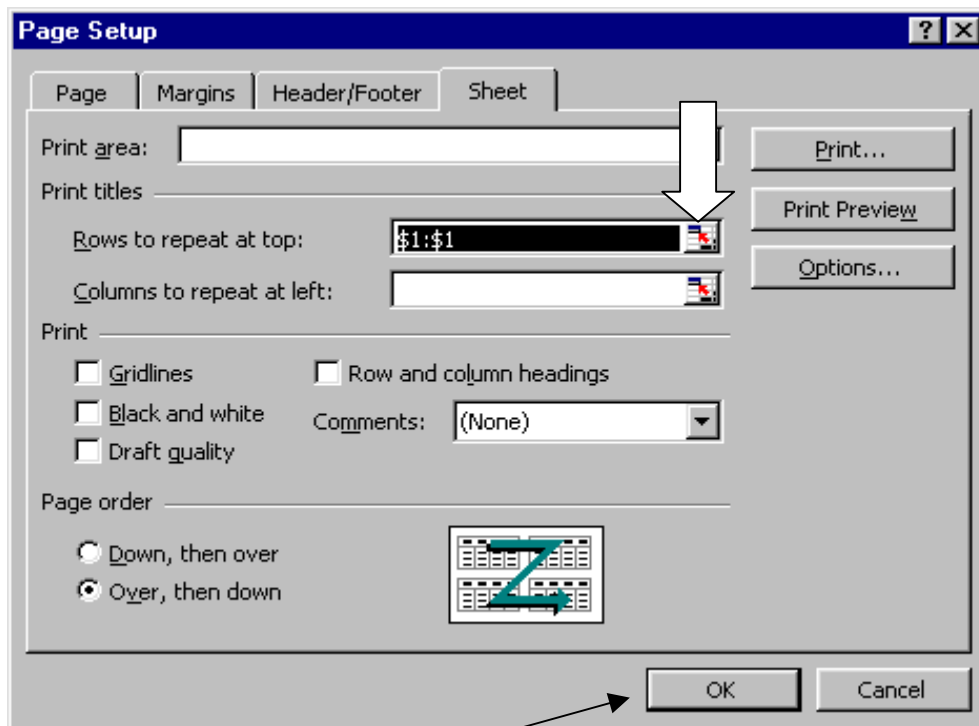 Page Setup
Page Margins Header/Footer Sheet
Print area:
Print...
Print titles
Print Preview
Rows to repeat at top: $1:$1
Options...
Columns to repeat at left:
Print
Gridlines Row and column headings
Black and white Comments: (None)
Draft quality
Page order
Down, then over
Over, then down
OK Cancel